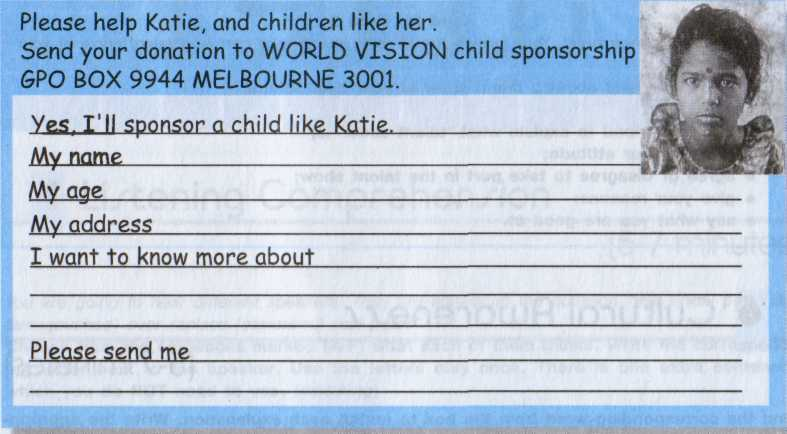 Please help Katie, and children like her.
Send your donation to WORLD VISION child sponsorship
GPO BOX 9944 MELBOURNE 3001.
Yes, I'll sponsor a child like Katie.
My name
My age
My address
I want to know more about
Please send me